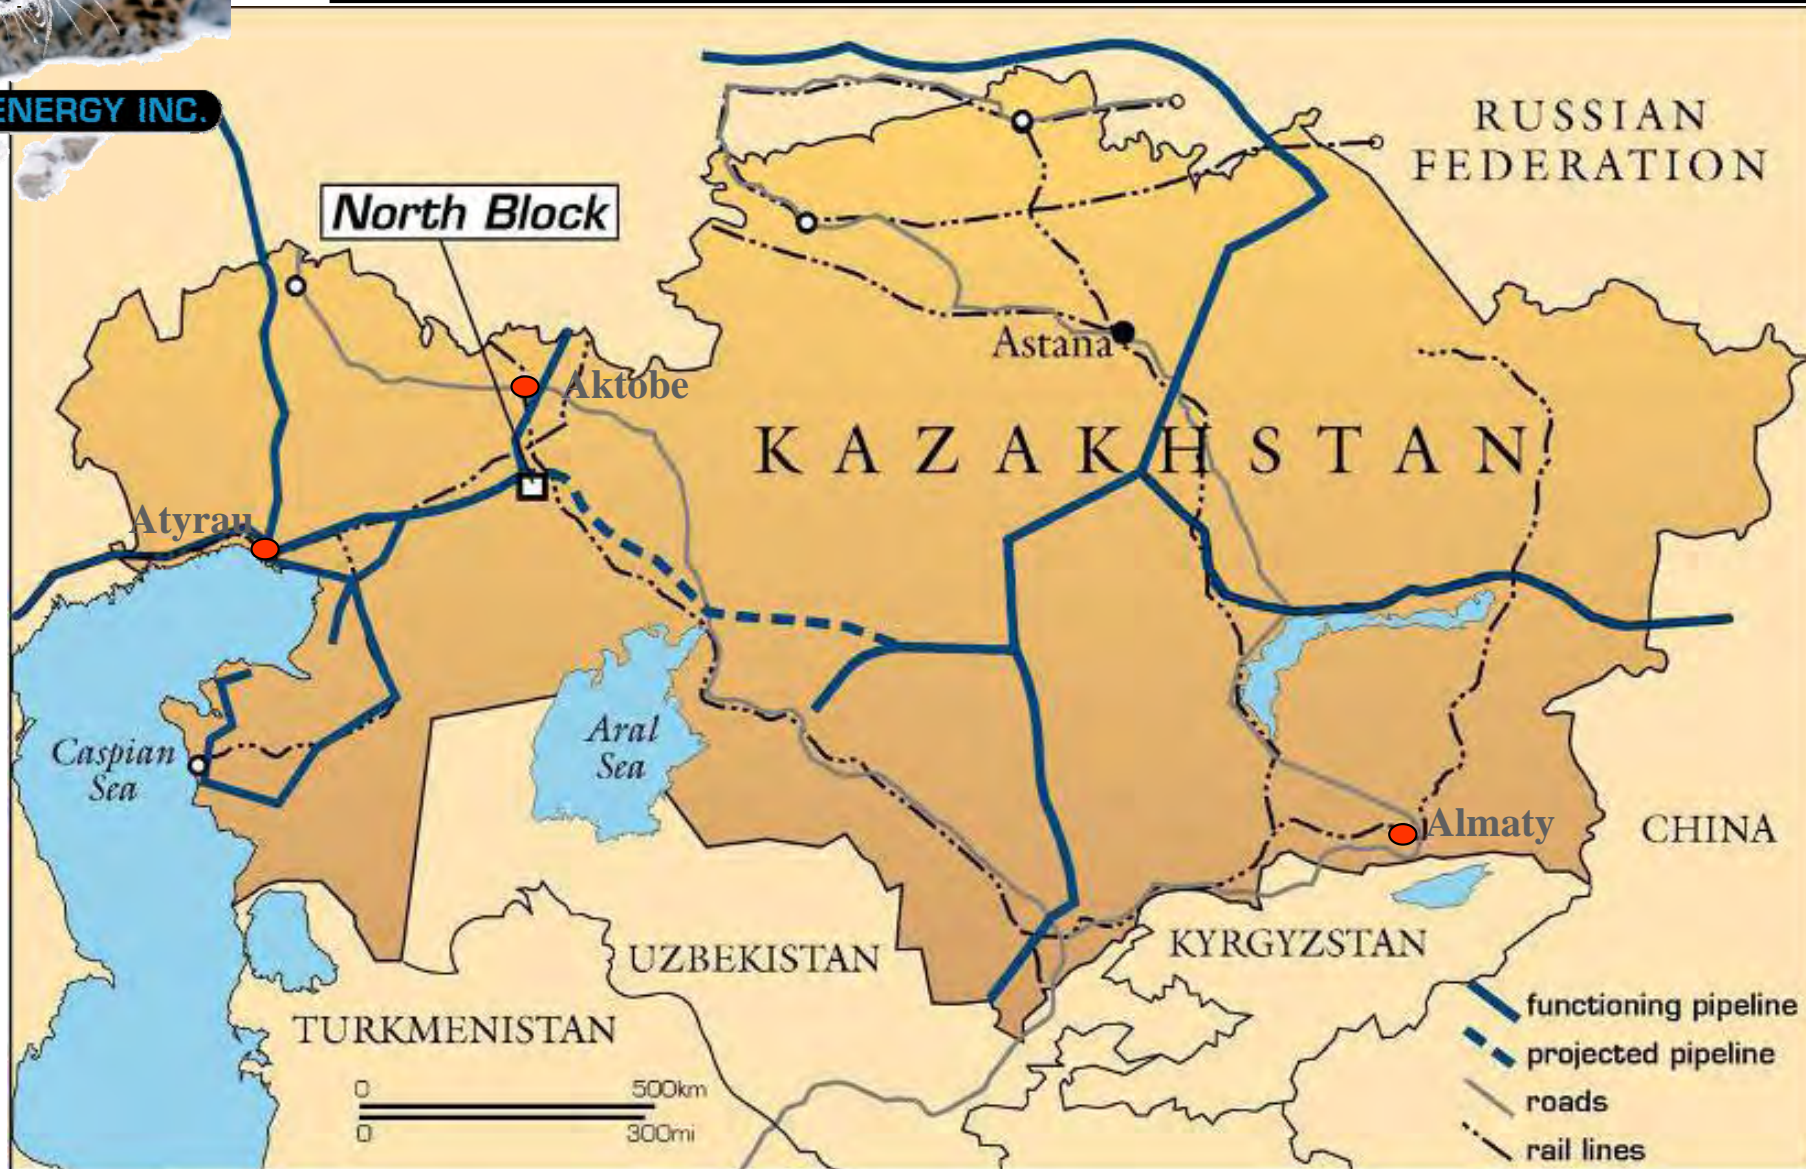 ENERGY INC.
RUSSIAN
FEDERATION
North Block
Astana
Aktobe
KAZAKHSTAN
Atyrau
Aral
Sea
Caspian
Sea
Almaty
CHINA
UZBEKISTAN
KYRGYZSTAN
TURKMENISTAN
functioning pipeline
projected pipeline
roads
rail lines
0 500km
0 300mi